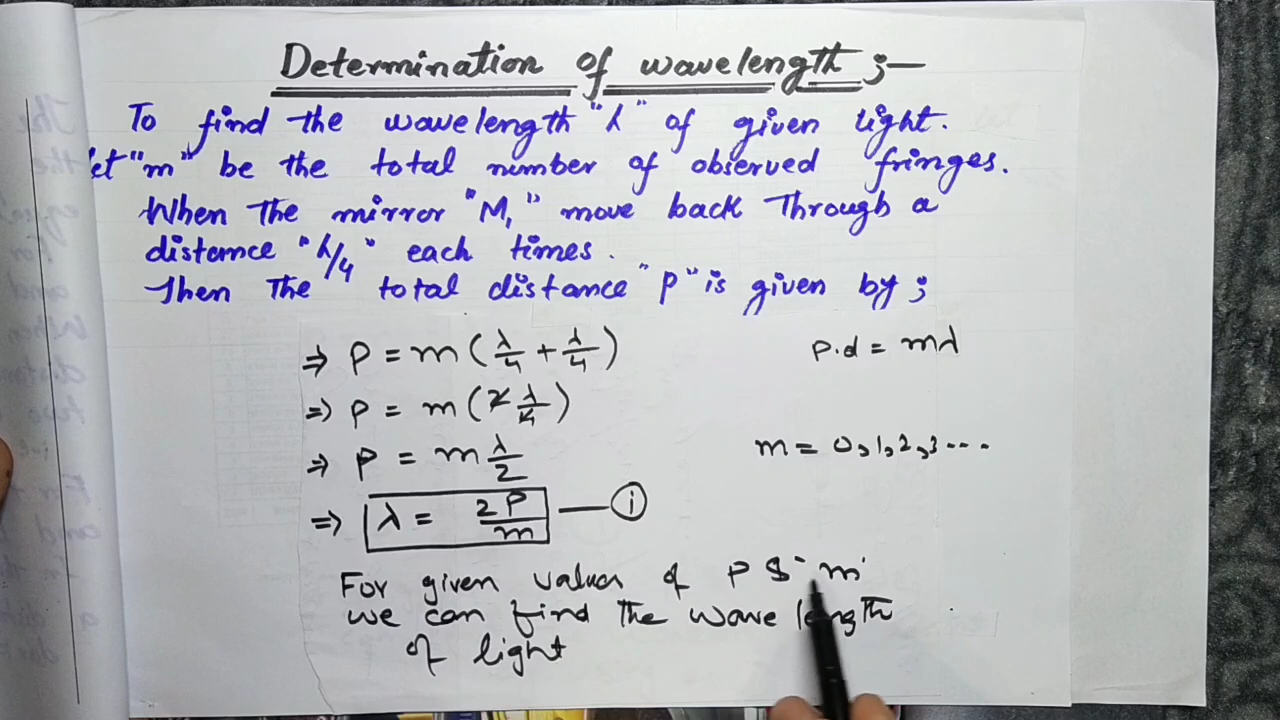 Determination of wavelength ;—
To find the wavelength "λ" of given light.
let "m" be the total number of observed fringes.
When the mirror "M₁" move back through a
distance "λ/4" each times.
Then the total distance "P" is given by ;
⇒ P = m(λ/4 + λ/4)
p.d = mλ
⇒ P = m(2 λ/4)
⇒ P = m λ/2
m = 0,1,2,3 ...
⇒ λ = 2P/m — (i)
For given values of P & "m"
we can find the wave length
of light